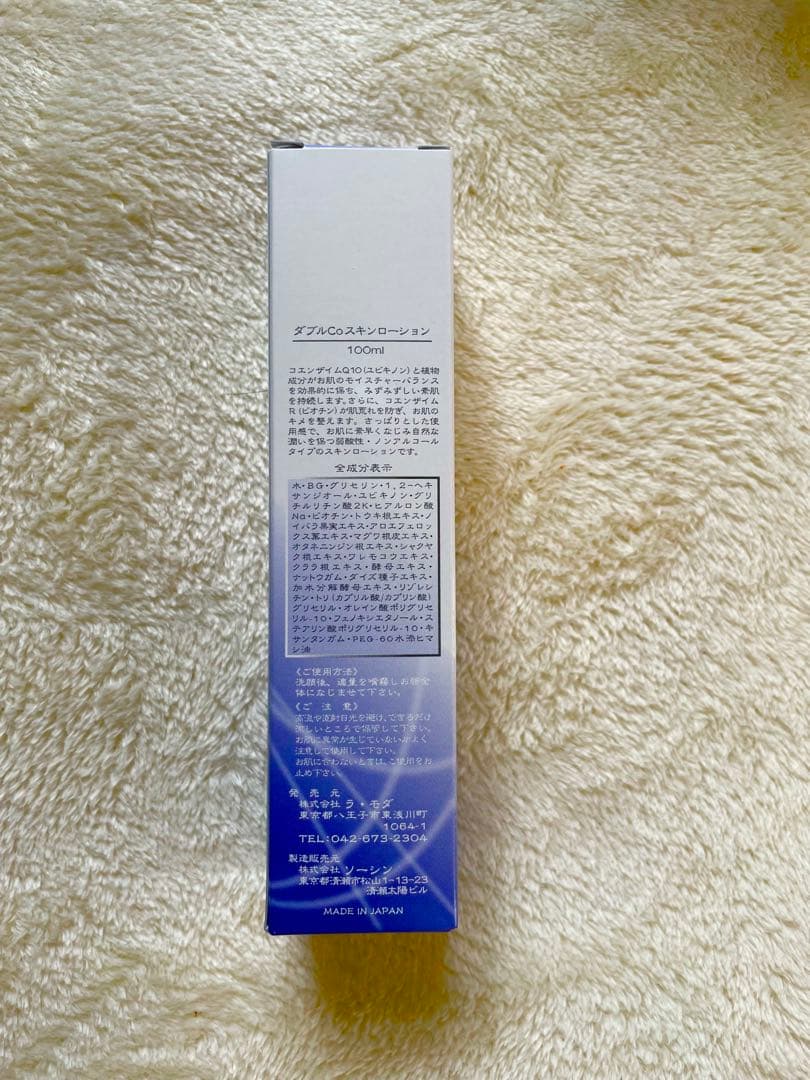 ダブルCoスキンローション
100ml
コエンザイムQ10(ユビキノン)と植物
成分がお肌のモイスチャーバランス
を効果的に保ち、みずみずしい素肌
を持続します。さらに、コエンザイム
R(ビオチン)が肌荒れを防ぎ、お肌の
キメを整えます。さっぱりとした使
用感で、お肌に素早くなじみ自然な
潤いを保つ弱酸性・ノンアルコール
タイプのスキンローションです。
全成分表示
水・BG・グリセリン・1,2-ヘキ
サンジオール・ユビキノン・グリ
チルリチン酸2K・ヒアルロン酸
Na・ビオチン・トウキ根エキス・ノ
イバラ果実エキス・アロエフェロッ
クス葉エキス・マグワ根皮エキス・
オタネニンジン根エキス・シャクヤ
ク根エキス・ワレモコウエキス・
クララ根エキス・酵母エキス・
ナットウガム・ダイズ種子エキス・
加水分解酵母エキス・リゾレシ
チン・トリ(カプリル酸/カプリン酸)
グリセリル・オレイン酸ポリグリセ
リル-10・フェノキシエタノール・ス
テアリン酸ポリグリセリル-10・キ
サンタンガム・PEG-60水添ヒマ
シ油
《ご使用方法》
洗顔後、適量を噴霧しお顔全
体になじませて下さい。
《ご注意》
高温や直射日光を避け、できるだけ
涼しいところで保管して下さい。
お肌に異常が生じていないかよく
注意して使用して下さい。
お肌に合わないときは、ご使用をお
止め下さい。
発売元
株式会社 ラ・モダ
東京都八王子市東浅川町
1064-1
TEL:042-673-2304
製造販売元
株式会社 ソーシン
東京都清瀬市松山1-13-23
清瀬太陽ビル
MADE IN JAPAN